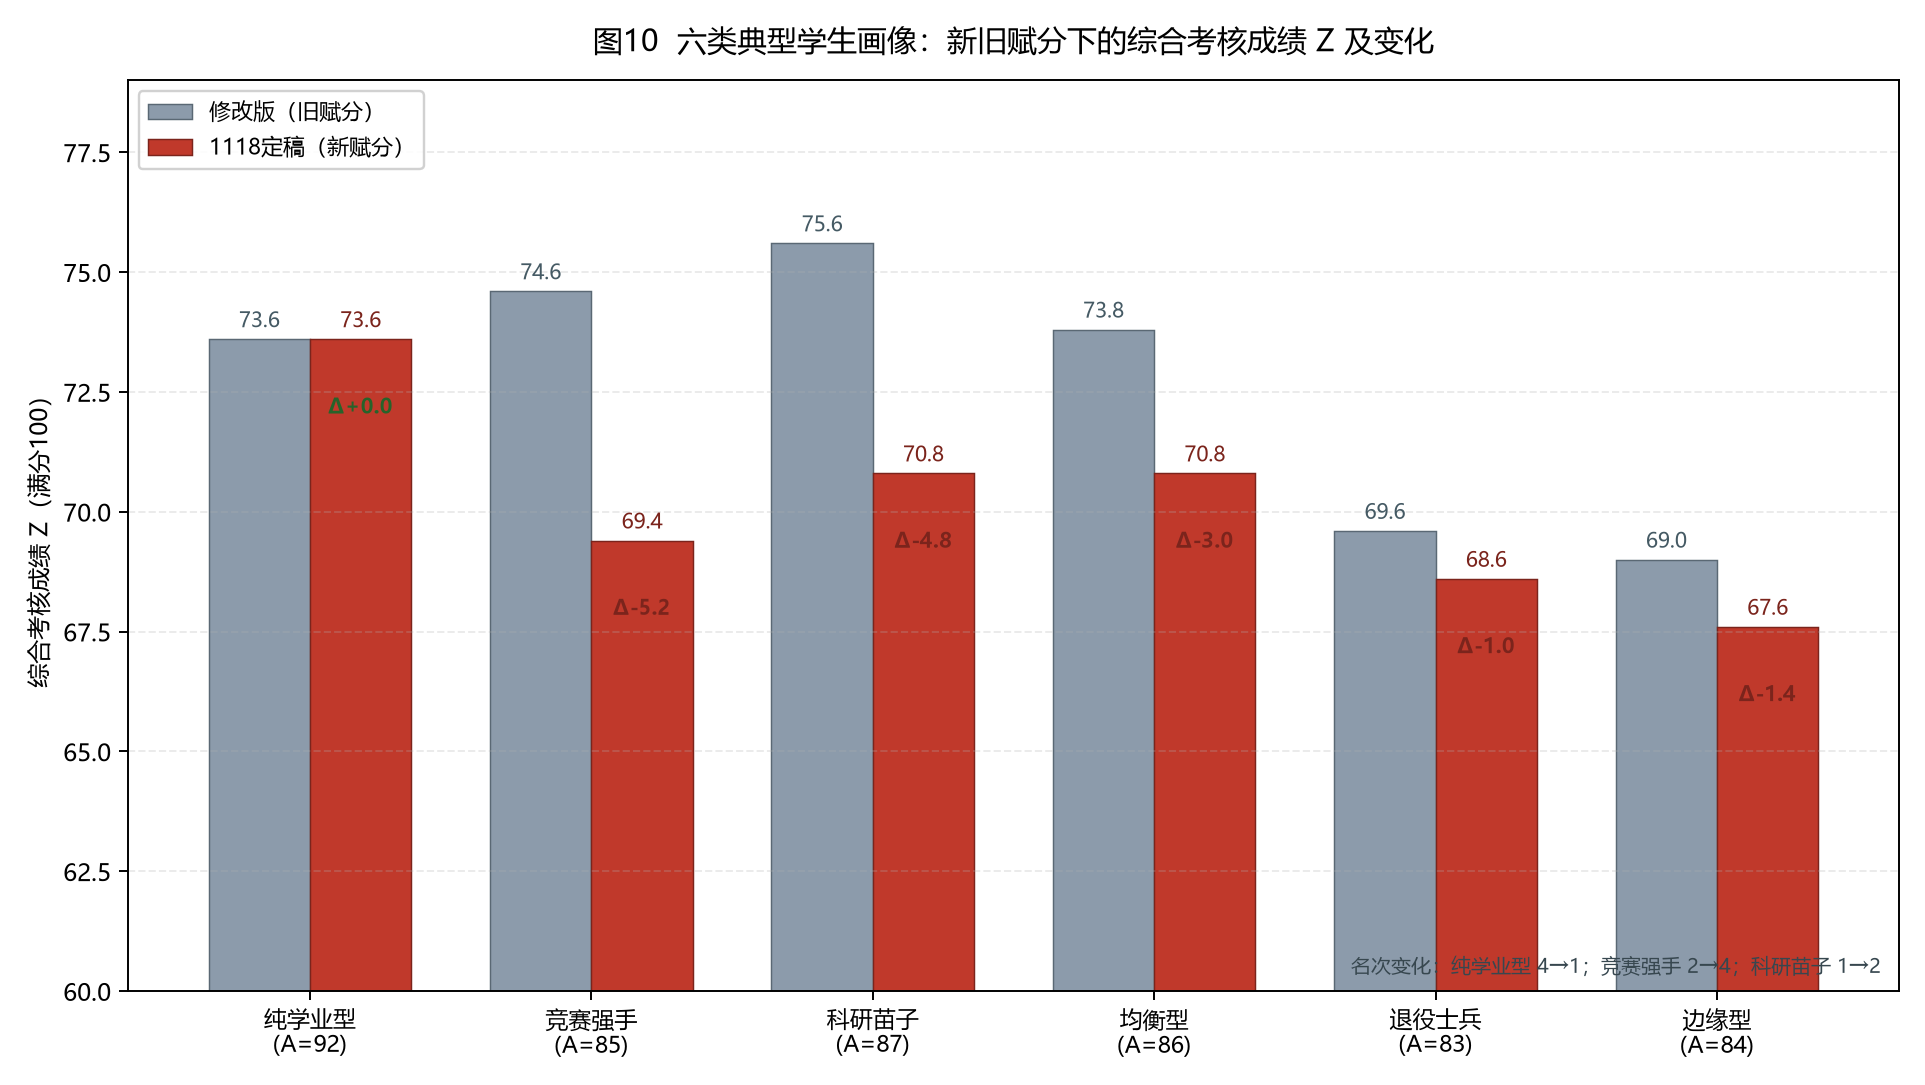 图10  六类典型学生画像：新旧赋分下的综合考核成绩 Z 及变化
修改版（旧赋分）
1118定稿（新赋分）
综合考核成绩 Z（满分100）
77.5
75.0
72.5
70.0
67.5
65.0
62.5
60.0
73.6
73.6
Δ+0.0
74.6
69.4
Δ-5.2
75.6
70.8
Δ-4.8
73.8
70.8
Δ-3.0
69.6
68.6
Δ-1.0
69.0
67.6
Δ-1.4
名次变化：纯学业型 4→1；竞赛强手 2→4；科研苗子 1→2
纯学业型
(A=92)
竞赛强手
(A=85)
科研苗子
(A=87)
均衡型
(A=86)
退役士兵
(A=83)
边缘型
(A=84)